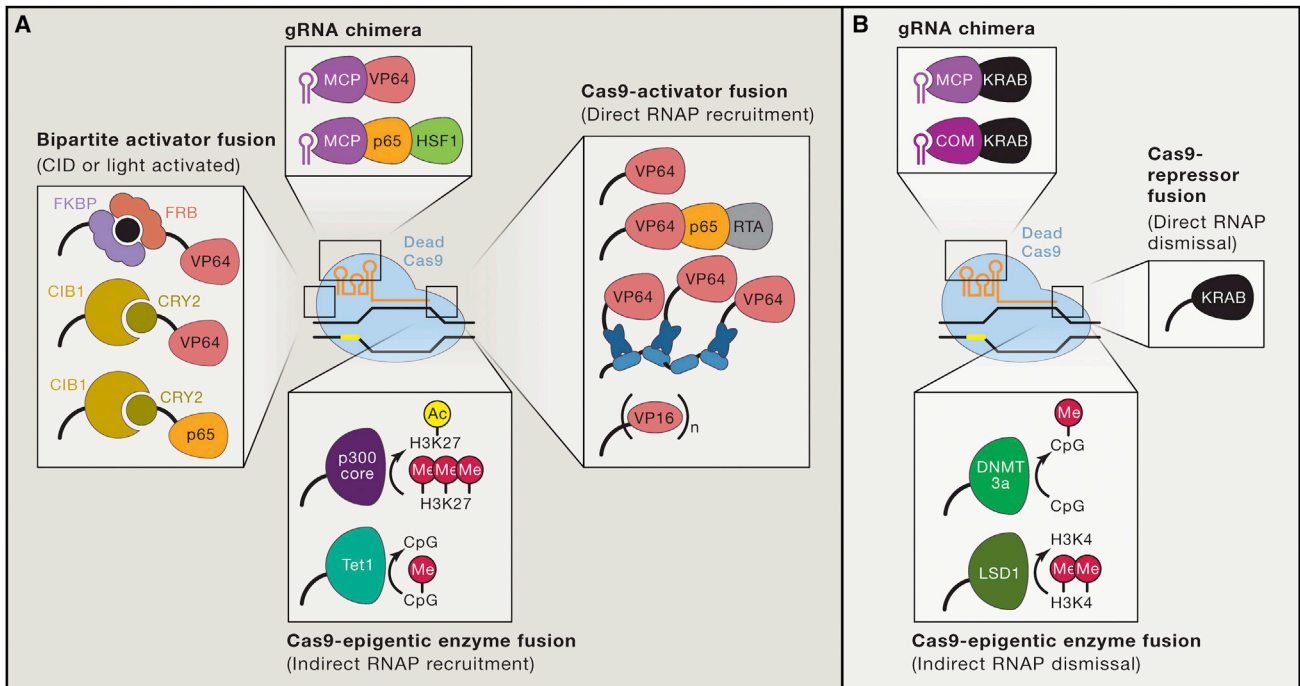 A
gRNA chimera
MCP VP64
MCP p65 HSF1
Bipartite activator fusion
(CID or light activated)
FKBP
FRB
VP64
CIB1
CRY2
VP64
CIB1
CRY2
p65
Dead
Cas9
Cas9-activator fusion
(Direct RNAP recruitment)
VP64
VP64 p65 RTA
VP64
VP64
VP64
(VP16)n
p300
core
Ac
H3K27
Me Me Me
H3K27
Tet1
CpG
Me
CpG
Cas9-epigentic enzyme fusion
(Indirect RNAP recruitment)
B
gRNA chimera
MCP KRAB
COM KRAB
Dead
Cas9
Cas9-
repressor
fusion
(Direct RNAP
dismissal)
KRAB
DNMT
3a
Me
CpG
CpG
LSD1
H3K4
Me Me
H3K4
Cas9-epigentic enzyme fusion
(Indirect RNAP dismissal)